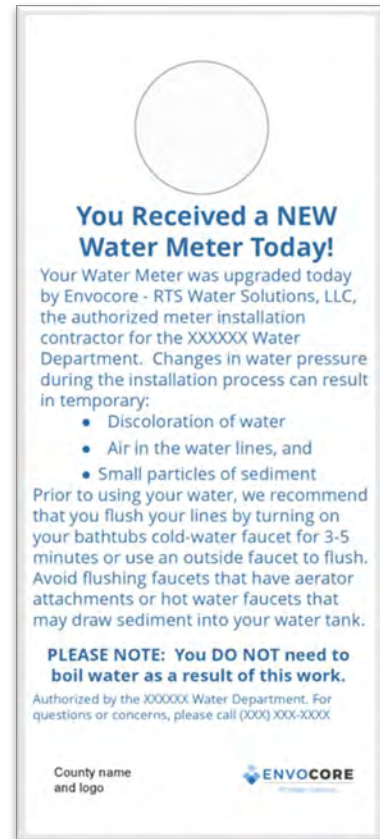 You Received a NEW
Water Meter Today!
Your Water Meter was upgraded today
by Envocore - RTS Water Solutions, LLC,
the authorized meter installation
contractor for the XXXXXX Water
Department. Changes in water pressure
during the installation process can result
in temporary:
● Discoloration of water
● Air in the water lines, and
● Small particles of sediment
Prior to using your water, we recommend
that you flush your lines by turning on
your bathtubs cold-water faucet for 3-5
minutes or use an outside faucet to flush.
Avoid flushing faucets that have aerator
attachments or hot water faucets that
may draw sediment into your water tank.
PLEASE NOTE: You DO NOT need to
boil water as a result of this work.
Authorized by the XXXXXX Water Department. For
questions or concerns, please call (XXX) XXX-XXXX
County name
and logo
ENVOCORE